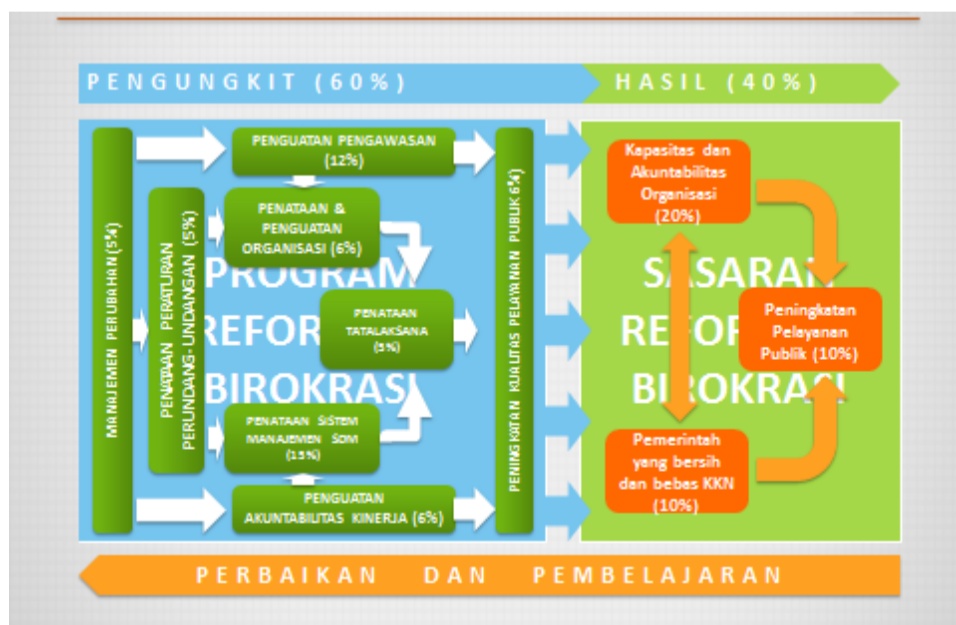 PENGUNGKIT (60%)
HASIL (40%)
MANAJEMEN PERUBAHAN(5%)
PENATAAN PERATURAN
PERUNDANG-UNDANGAN (5%)
PENGUATAN PENGAWASAN
(12%)
PENATAAN &
PENGUATAN
ORGANISASI (6%)
PENATAAN
TATALAKSANA
(5%)
PENATAAN SISTEM
MANAJEMEN SDM
(15%)
PENGUATAN
AKUNTABILITAS KINERJA (6%)
PENINGKATAN KUALITAS PELAYANAN PUBLIK 6%)
PROGRAM
REFOR
BIROKRASI
SASARAN
REFOR
BIROKRASI
Kapasitas dan
Akuntabilitas
Organisasi
(20%)
Peningkatan
Pelayanan
Publik (10%)
Pemerintah
yang bersih
dan bebas KKN
(10%)
PERBAIKAN DAN PEMBELAJARAN